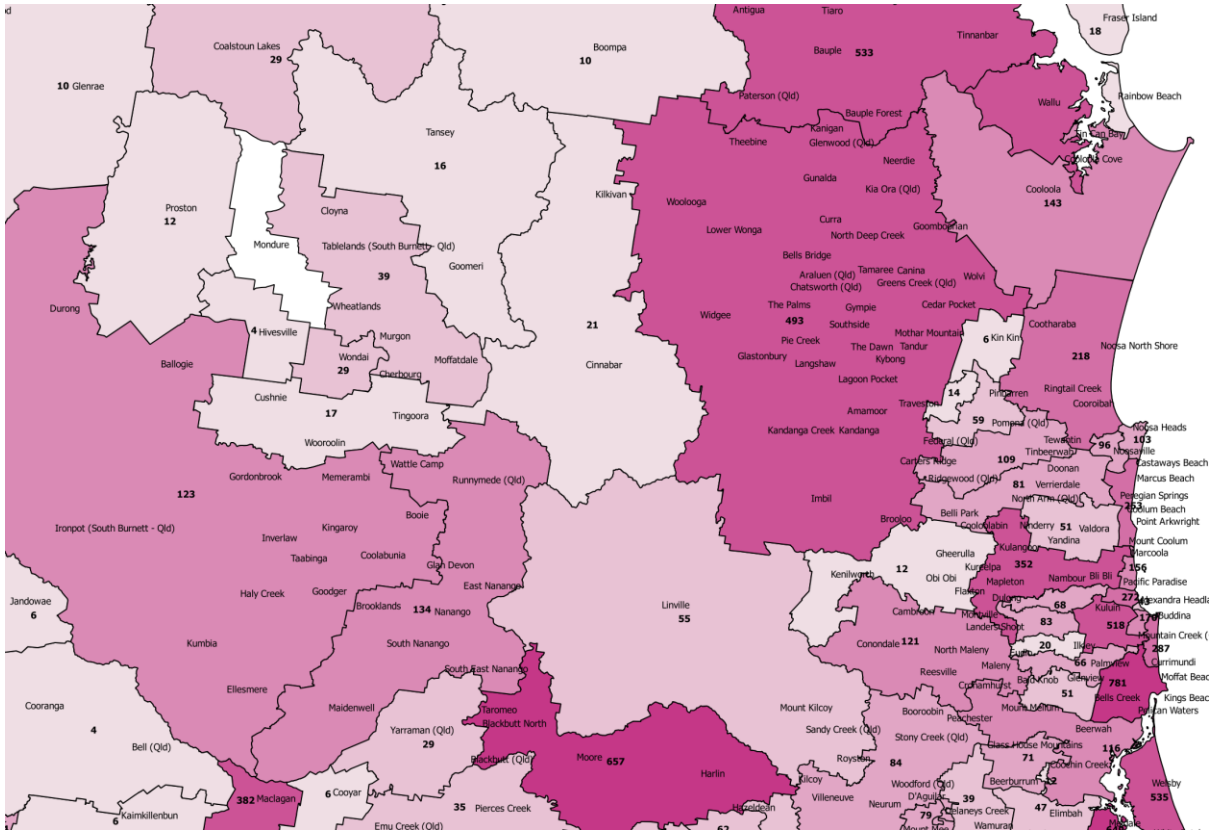 Antigua
Tiaro
Fraser Island
18
Tinnanbar
Coalstoun Lakes
29
Boompa
10
Bauple
533
10 Glenrae
Paterson (Qld)
Wallu
Rainbow Beach
Bauple Forest
Kanigan
Tansey
16
Theebine
Glenwood (Qld)
Tin Can Bay
Neerdie
Cooloola Cove
Gunalda
Kilkivan
Kia Ora (Qld)
Cooloola
143
Proston
12
Cloyna
Woolooga
Curra
Lower Wonga
North Deep Creek
Goomboorian
Mondure
Tablelands (South Burnett - Qld)
39
Goomeri
Bells Bridge
Tamaree
Canina
Araluen (Qld)
Wolvi
Chatsworth (Qld)
Greens Creek (Qld)
Durong
Wheatlands
The Palms
493
Gympie
Cedar Pocket
Widgee
Southside
21
Cootharaba
4
Hivesville
Mothar Mountain
6
Kin Kin
Murgon
Pie Creek
The Dawn
Tandur
Noosa North Shore
218
Ballogie
Wondai
29
Moffatdale
Glastonbury
Langshaw
Kybong
Cinnabar
Cherbourg
Lagoon Pocket
Cushnie
17
Tingoora
14
Pinbarren
Ringtail Creek
Traveston
Cooroibah
Amamoor
59
Pomona (Qld)
Kandanga Creek
Kandanga
Noosa Heads
103
Wooroolin
Federal (Qld)
Tewantin
96
Tinbeerwah
Noosaville
Wattle Camp
Carters Ridge
109
Doonan
Castaways Beach
Gordonbrook
Memerambi
Runnymede (Qld)
Ridgewood (Qld)
81
Verrierdale
Marcus Beach
123
Imbil
North Arm (Qld)
Peregian Springs
Belli Park
Coolum Beach
Booie
Brooloo
Point Arkwright
Ironpot (South Burnett - Qld)
Kingaroy
Cooloolabin
Ninderry
51
Valdora
Inverlaw
Yandina
Mount Coolum
Taabinga
Coolabunia
Gheerulla
Kulangoor
Marcoola
Glan Devon
Kenilworth
12
Kureelpa
352
156
Obi Obi
Mapleton
Nambour
Bli Bli
Pacific Paradise
East Nanango
Flaxton
Haly Creek
Goodger
Dulong
272
Jandowae
6
Brooklands
134
Nanango
Linville
55
Cambroon
Montville
68
Kuluin
Buddina
Landers Shoot
83
518
170
Kumbia
South Nanango
Conondale
121
North Maleny
20
Ilkley
Mountain Creek (
287
Maleny
66
Palmview
Currimundi
South East Nanango
Reesville
Bald Knob
Glenview
781
Moffat Beac
Ellesmere
Crohamhurst
51
Bells Creek
Kings Beac
Cooranga
4
Maidenwell
Taromeo
Mount Kilcoy
Booroobin
Mount Mellum
Pelican Waters
Blackbutt North
Peachester
Yarraman (Qld)
29
Sandy Creek (Qld)
Stony Creek (Qld)
Beerwah
Bell (Qld)
Glass House Mountains
116
Blackbutt (Qld)
Moore
657
Royston
84
71
Coochin Creek
Harlin
Kilcoy
Woodford (Qld)
Beerburrum
12
Welsby
535
382
Maclagan
6
Cooyar
Villeneuve
D'Aguilar
39
35
Pierces Creek
Hazeldean
Neurum
Delaneys Creek
47
Elimbah
Kaimkillenbun
6
Emu Creek (Qld)
62
79
Wamuran